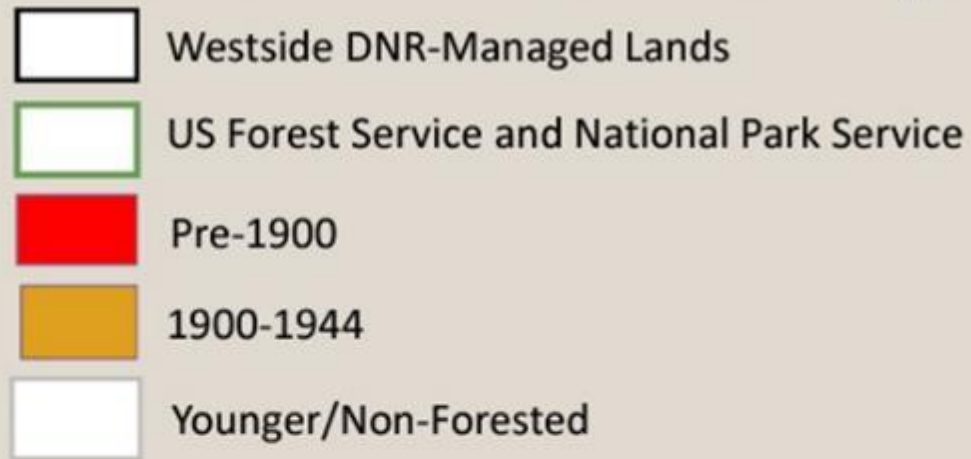 Westside DNR-Managed Lands
US Forest Service and National Park Service
Pre-1900
1900-1944
Younger/Non-Forested